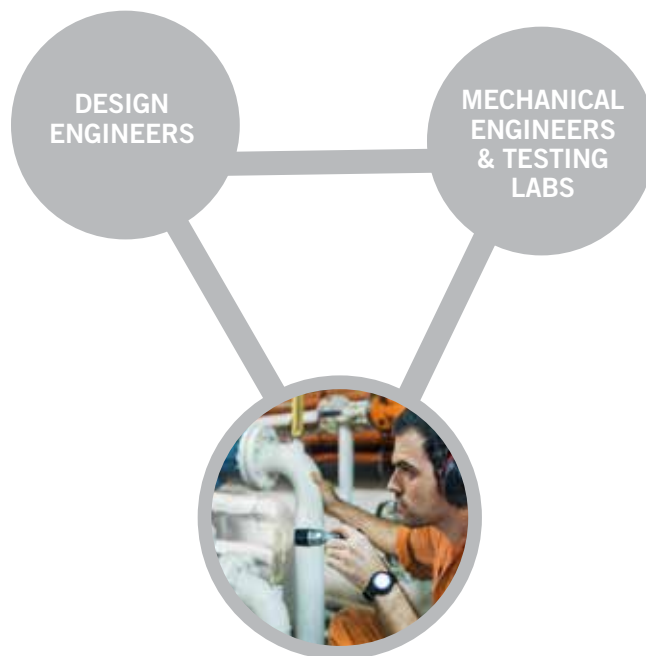 DESIGN
ENGINEERS
MECHANICAL
ENGINEERS
& TESTING
LABS